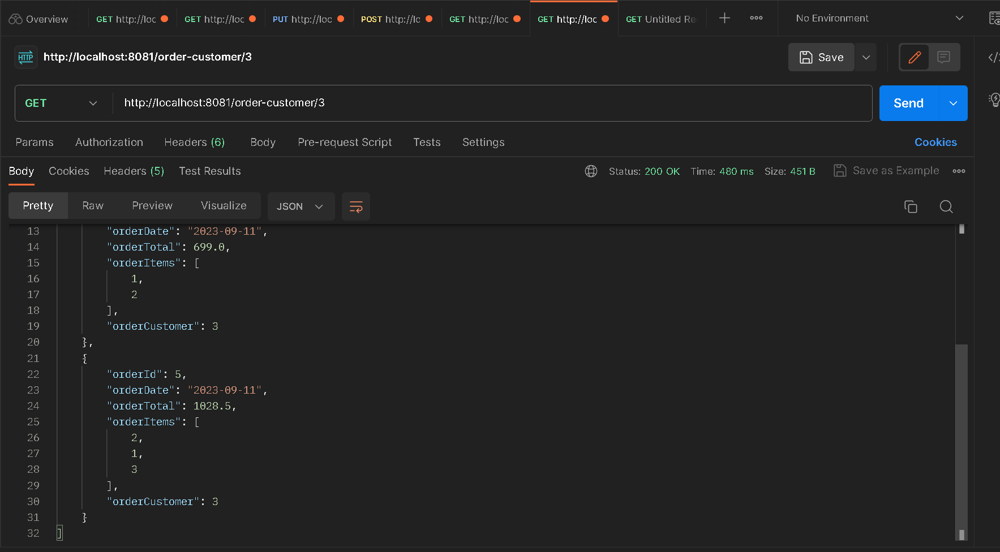 Overview
GET http://loc
GET http://loc
PUT http://loc
POST http://lc
GET http://loc
GET http://loc
GET Untitled Re
No Environment
HTTP
http://localhost:8081/order-customer/3
Save
GET
http://localhost:8081/order-customer/3
Send
Params Authorization Headers (6) Body Pre-request Script Tests Settings Cookies
Body Cookies Headers (5) Test Results Status: 200 OK Time: 480 ms Size: 451 B Save as Example
Pretty Raw Preview Visualize JSON
13 "orderDate": "2023-09-11",
14 "orderTotal": 699.0,
15 "orderItems": [
16 1,
17 2
18 ],
19 "orderCustomer": 3
20 },
21 {
22 "orderId": 5,
23 "orderDate": "2023-09-11",
24 "orderTotal": 1028.5,
25 "orderItems": [
26 2,
27 1,
28 3
29 ],
30 "orderCustomer": 3
31 }
32 ]